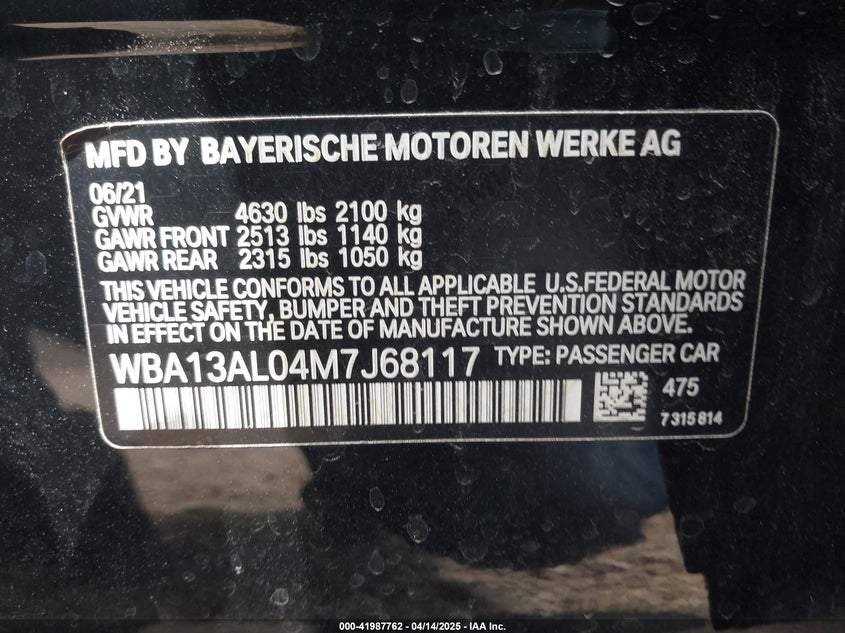 MFD BY BAYERISCHE MOTOREN WERKE AG
06/21
GVWR 4630 lbs 2100 kg
GAWR FRONT 2513 lbs 1140 kg
GAWR REAR 2315 lbs 1050 kg
THIS VEHICLE CONFORMS TO ALL APPLICABLE U.S.FEDERAL MOTOR
VEHICLE SAFETY, BUMPER AND THEFT PREVENTION STANDARDS
IN EFFECT ON THE DATE OF MANUFACTURE SHOWN ABOVE.
WBA13AL04M7J68117 TYPE: PASSENGER CAR
475
7315814
000-41987762 - 04/14/2025 - IAA Inc.